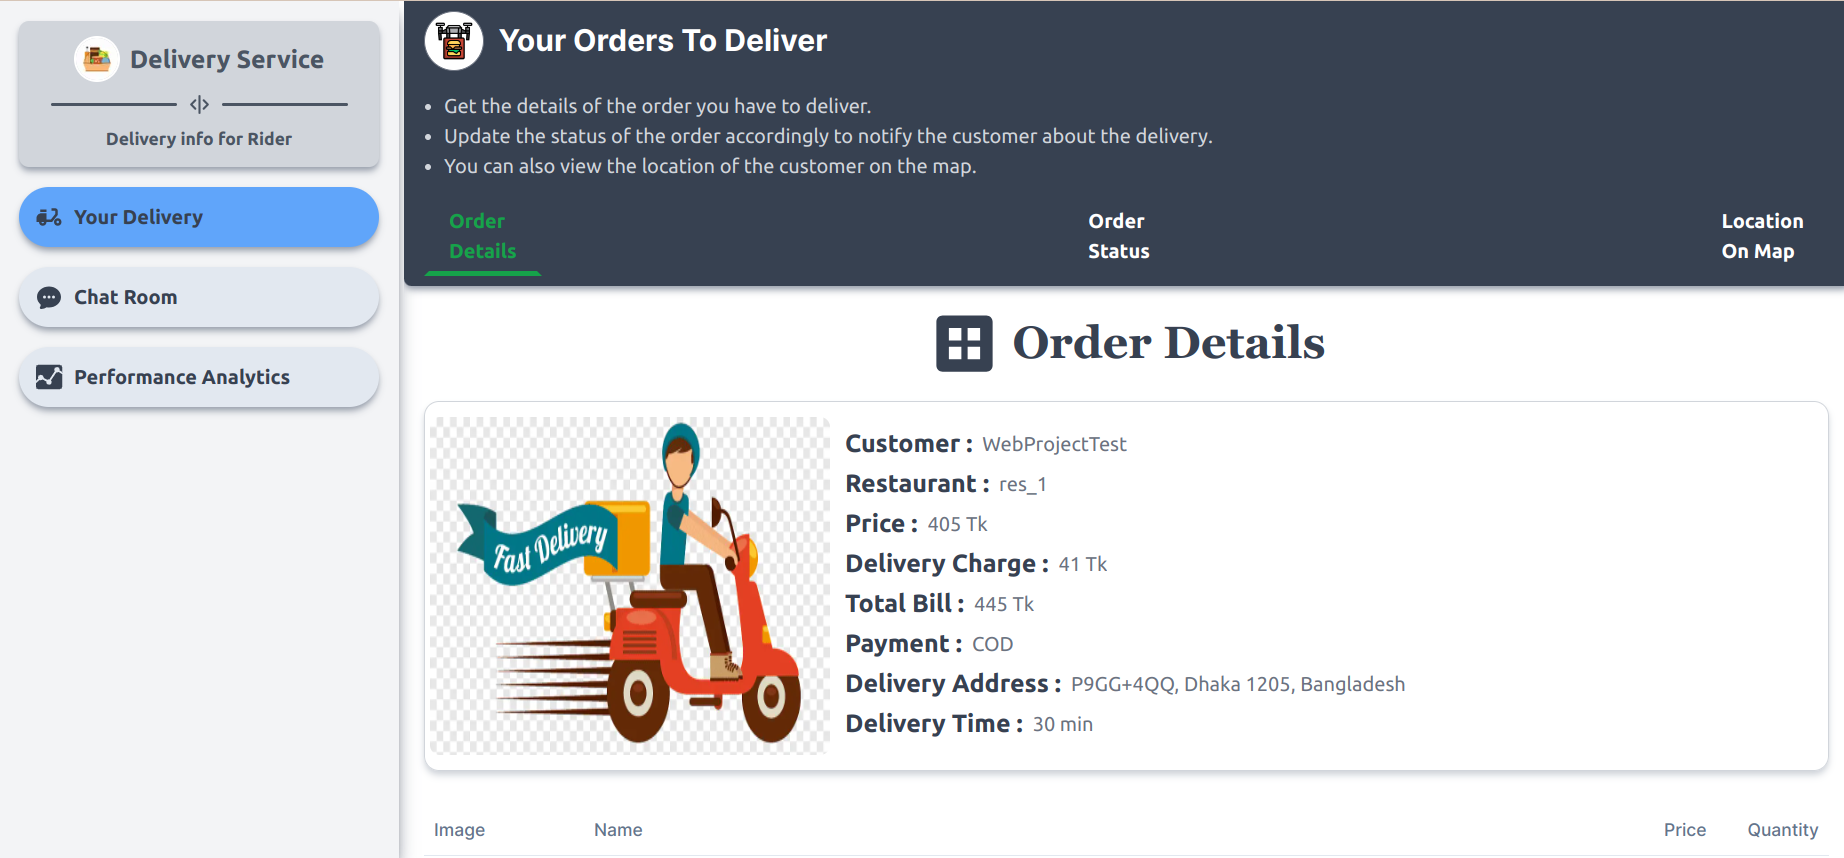 Delivery Service
Delivery info for Rider
Your Delivery
Chat Room
Performance Analytics
Your Orders To Deliver
• Get the details of the order you have to deliver.
• Update the status of the order accordingly to notify the customer about the delivery.
• You can also view the location of the customer on the map.
Order
Details
Order
Status
Location
On Map
Order Details
Fast Delivery
Customer : WebProjectTest
Restaurant : res_1
Price : 405 Tk
Delivery Charge : 41 Tk
Total Bill : 445 Tk
Payment : COD
Delivery Address : P9GG+4QQ, Dhaka 1205, Bangladesh
Delivery Time : 30 min
Image Name Price Quantity